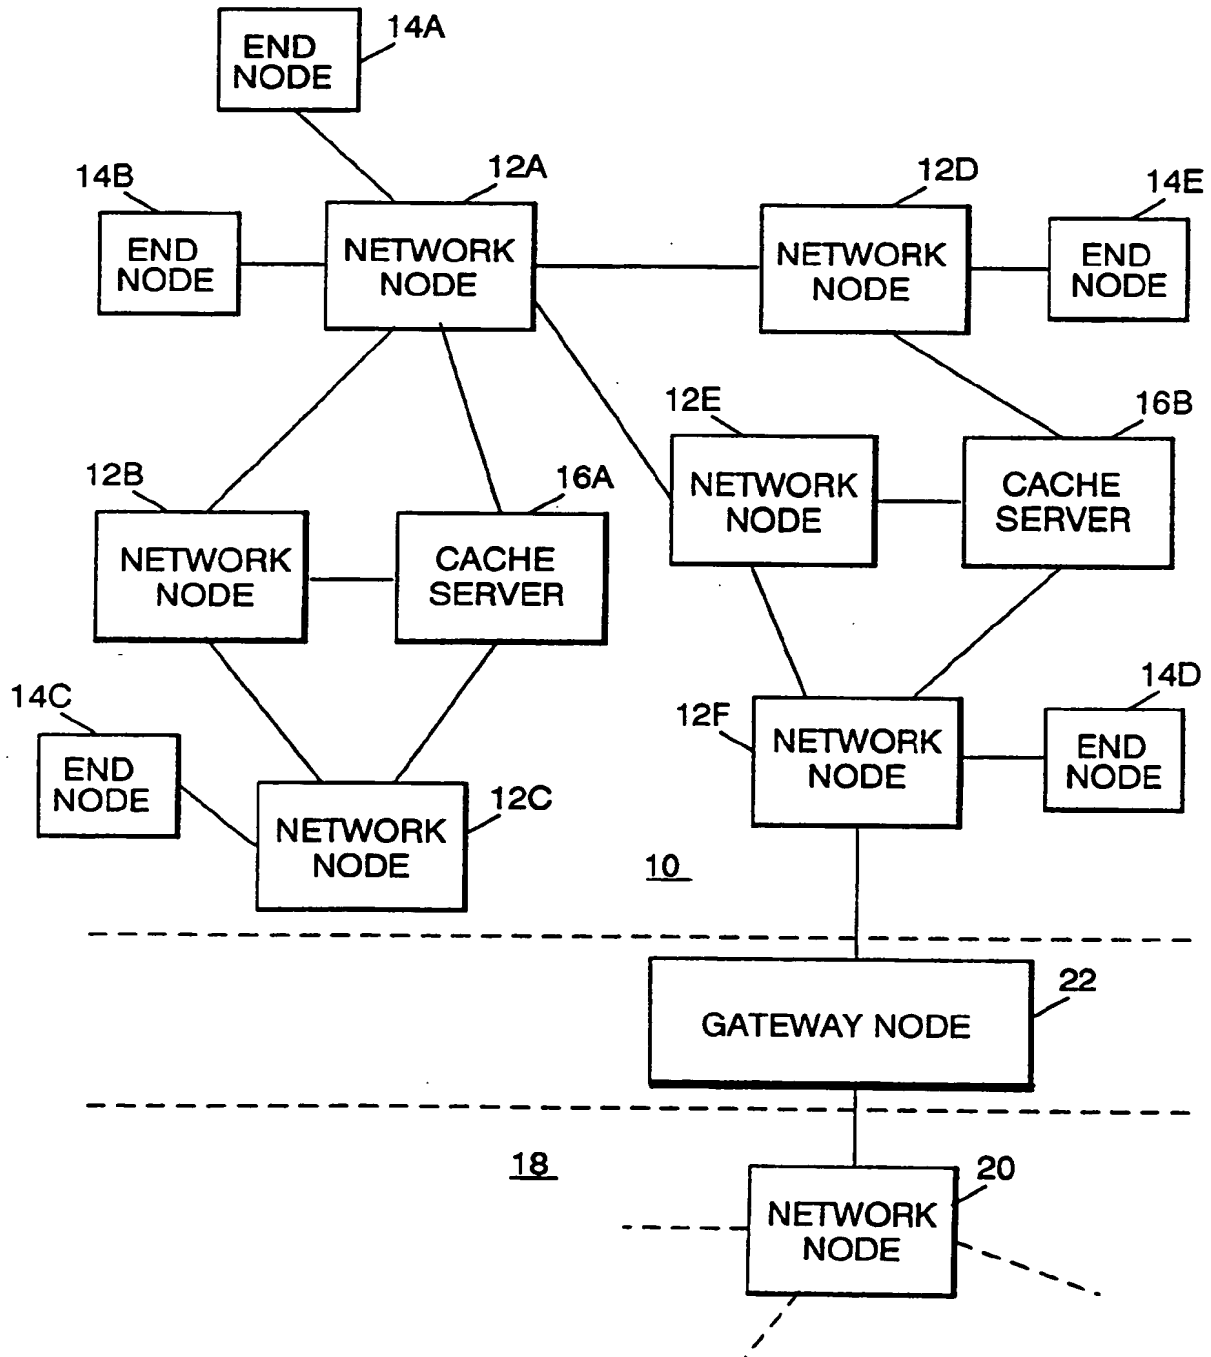 14A
END
NODE
12A
14B
END
NODE
NETWORK
NODE
12D
14E
NETWORK
NODE
END
NODE
12E
16B
NETWORK
NODE
CACHE
SERVER
12B
16A
NETWORK
NODE
CACHE
SERVER
14C
END
NODE
12C
NETWORK
NODE
12F
NETWORK
NODE
14D
END
NODE
10
22
GATEWAY NODE
18
20
NETWORK
NODE